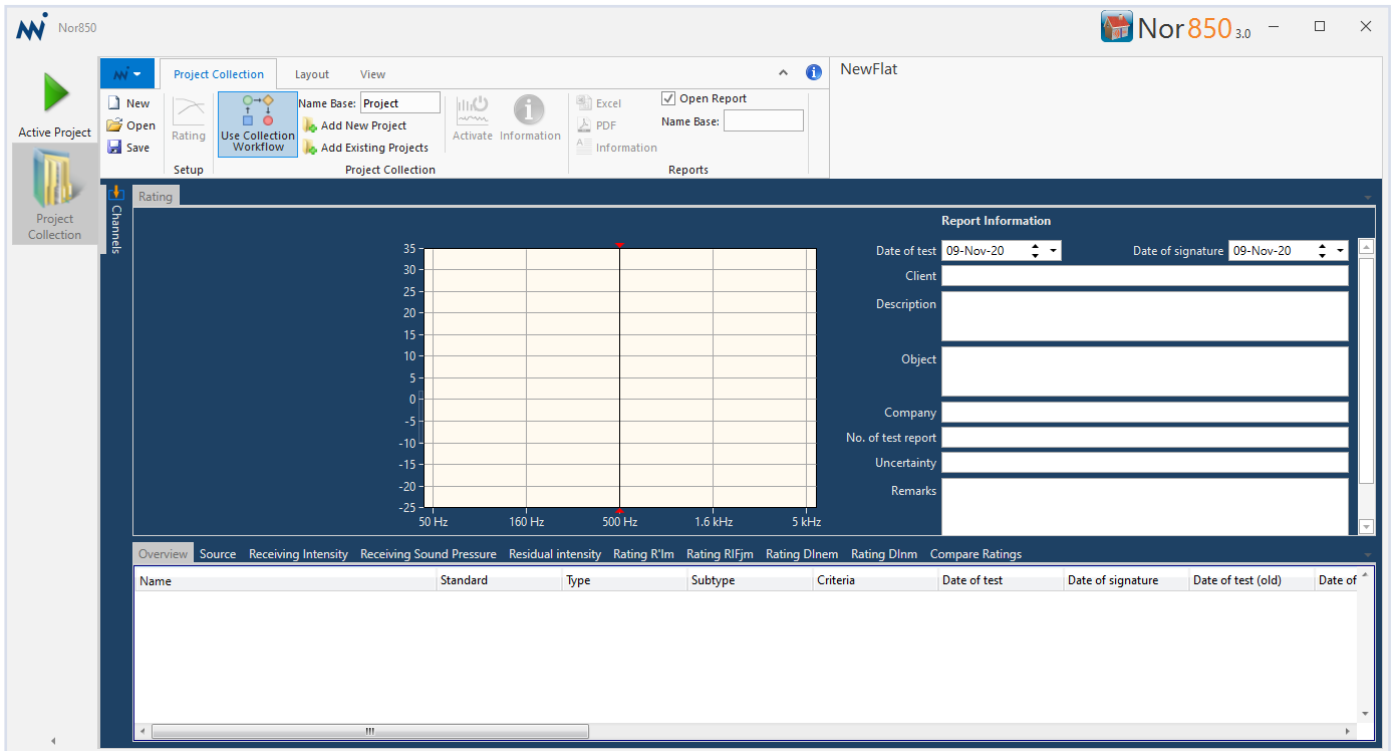 Nor850
Nor850 3.0
Active Project
Project
Collection
Project Collection Layout View
New
Open
Save
Rating
Setup
Use Collection
Workflow
Name Base: Project
Add New Project
Add Existing Projects
Project Collection
Activate Information
Excel
PDF
Information
Open Report
Name Base:
Reports
NewFlat
Channels
Rating
35
30
25
20
15
10
5
0
-5
-10
-15
-20
-25
50 Hz 160 Hz 500 Hz 1.6 kHz 5 kHz
Report Information
Date of test 09-Nov-20 Date of signature 09-Nov-20
Client
Description
Object
Company
No. of test report
Uncertainty
Remarks
Overview Source Receiving Intensity Receiving Sound Pressure Residual intensity Rating R'Im Rating RIFjm Rating DInem Rating DInm Compare Ratings
Name Standard Type Subtype Criteria Date of test Date of signature Date of test (old) Date of